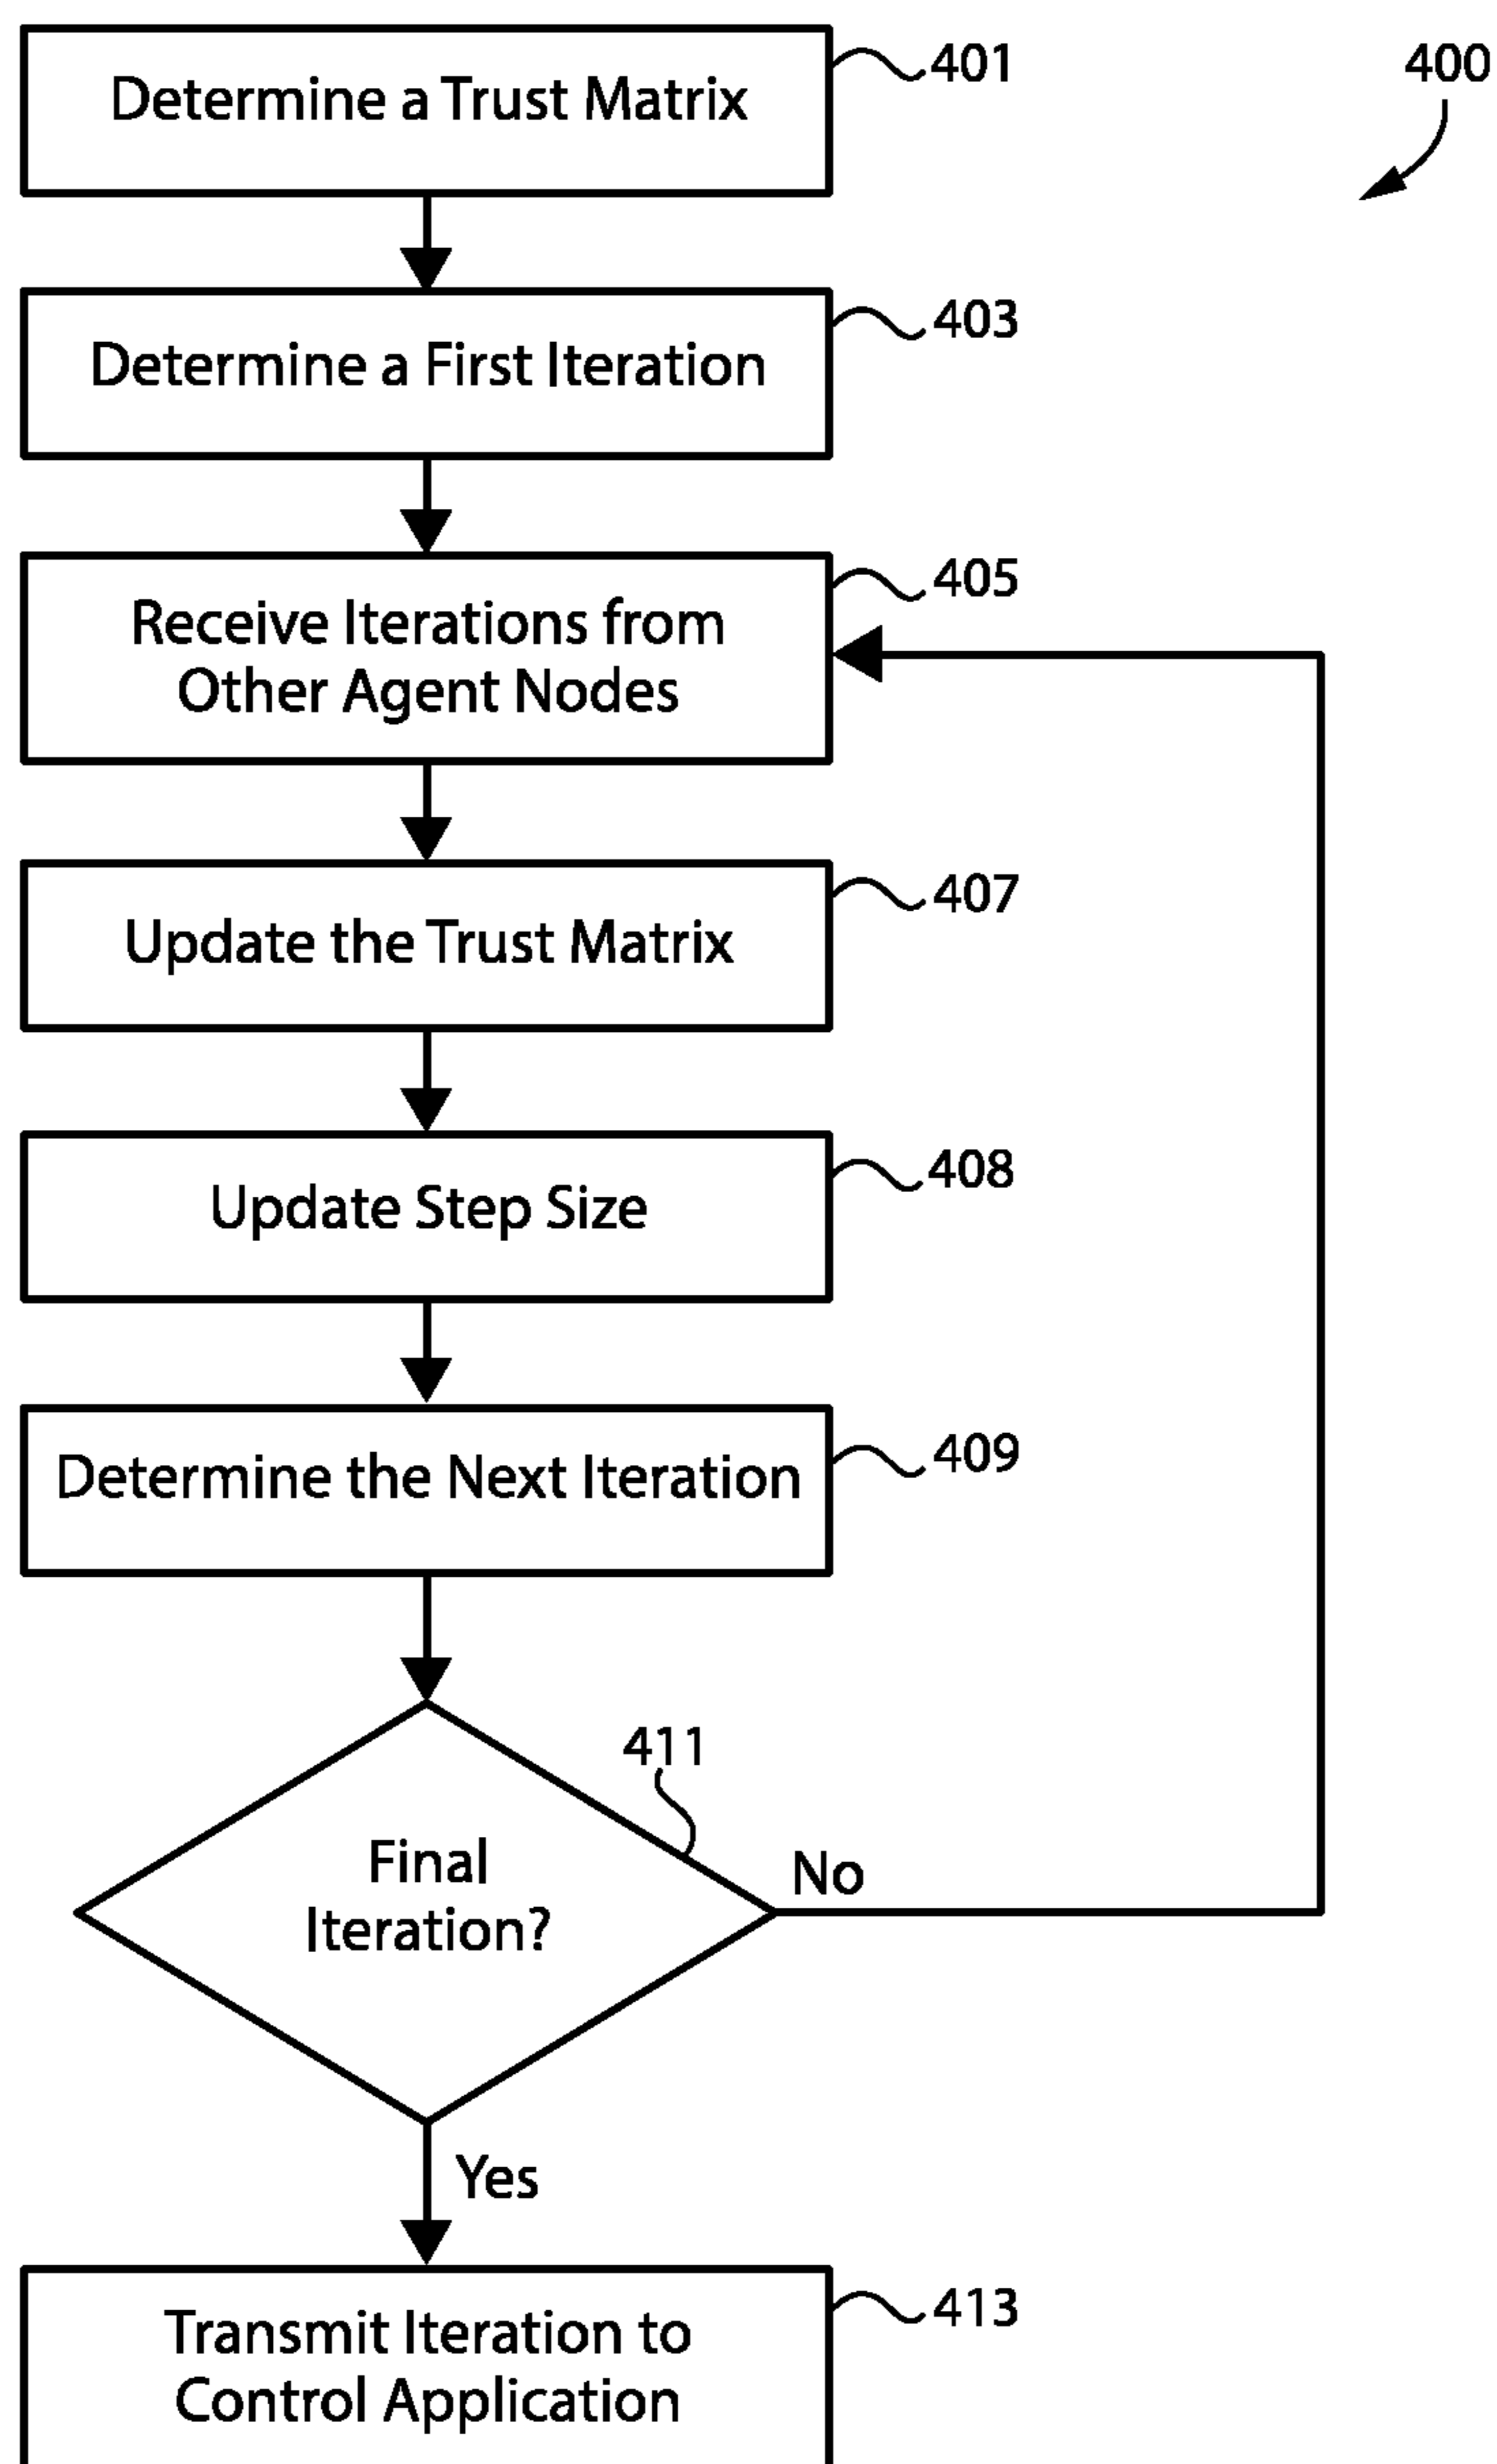 Determine a Trust Matrix
401
400
Determine a First Iteration
403
Receive Iterations from
Other Agent Nodes
405
Update the Trust Matrix
407
Update Step Size
408
Determine the Next Iteration
409
411
Final
Iteration?
No
Yes
Transmit Iteration to
Control Application
413